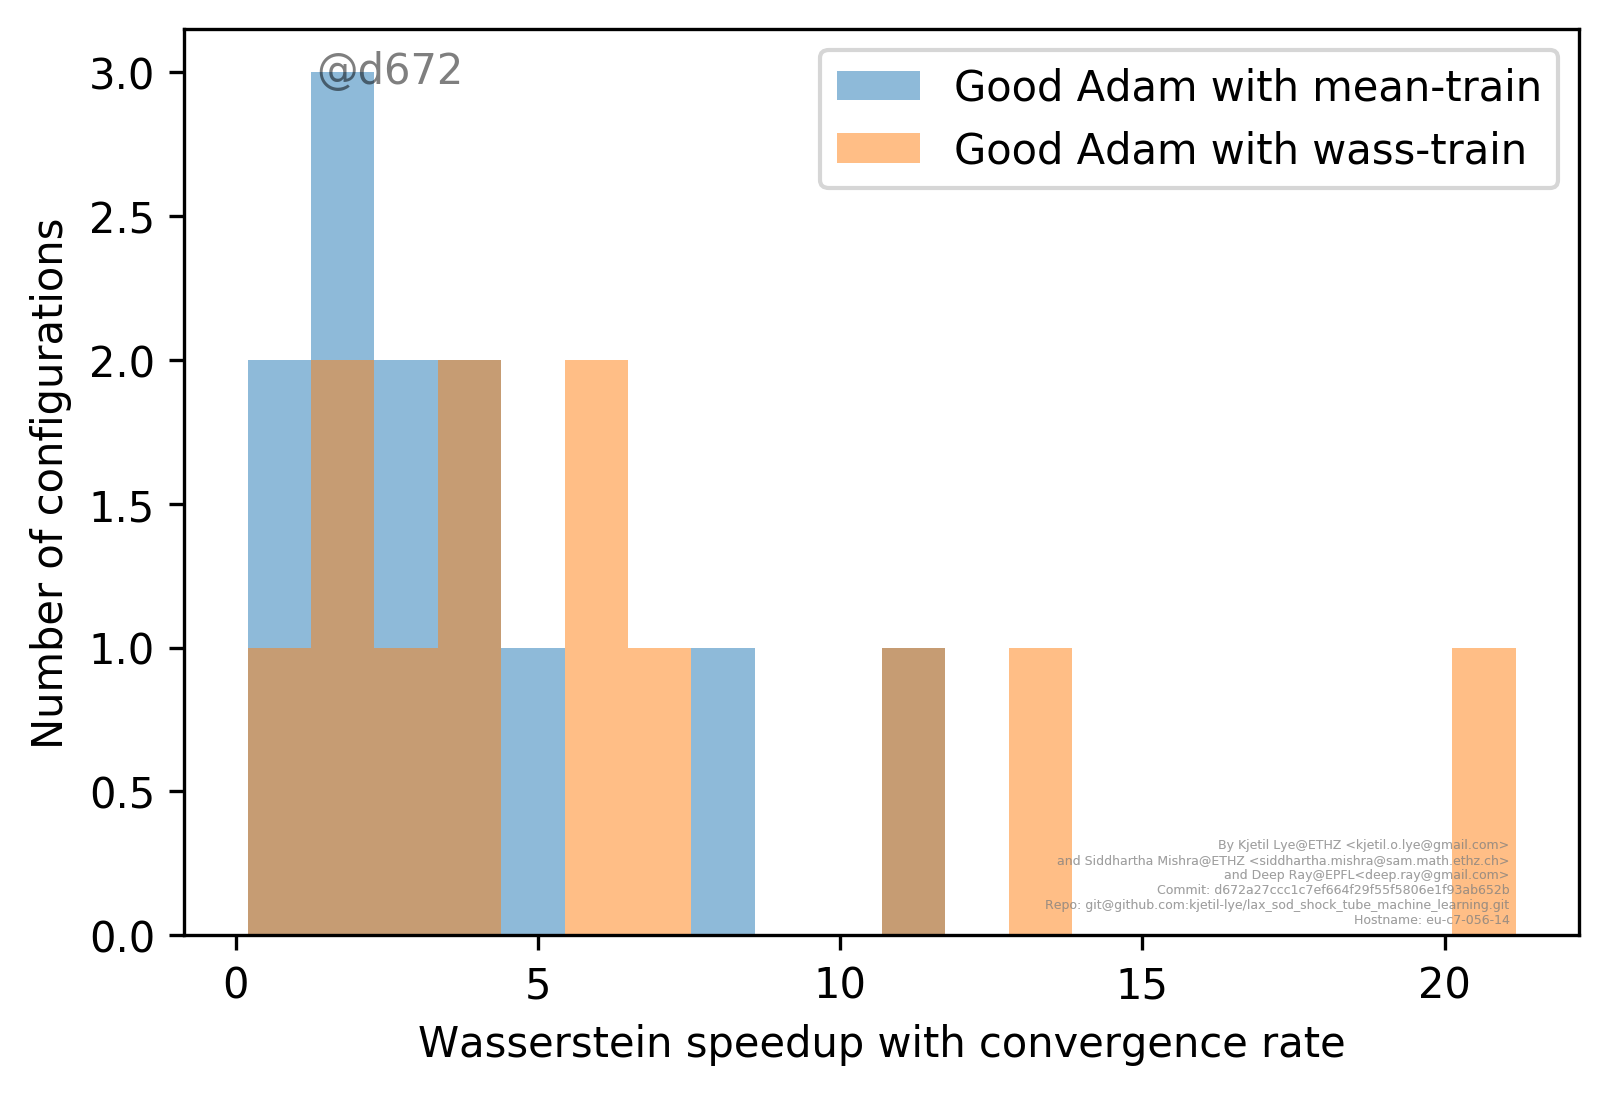 @d672
Good Adam with mean-train
Good Adam with wass-train
3.0
2.5
2.0
1.5
1.0
0.5
0.0
Number of configurations
By Kjetil Lye@ETHZ <kjetil.o.lye@gmail.com>
and Siddhartha Mishra@ETHZ <siddhartha.mishra@sam.math.ethz.ch>
and Deep Ray@EPFL<deep.ray@gmail.com>
Commit: d672a27ccc1c7ef664f29f55f5806e1f93ab652b
Repo: git@github.com:kjetil-lye/lax_sod_shock_tube_machine_learning.git
Hostname: eu-c7-056-14
0 5 10 15 20
Wasserstein speedup with convergence rate